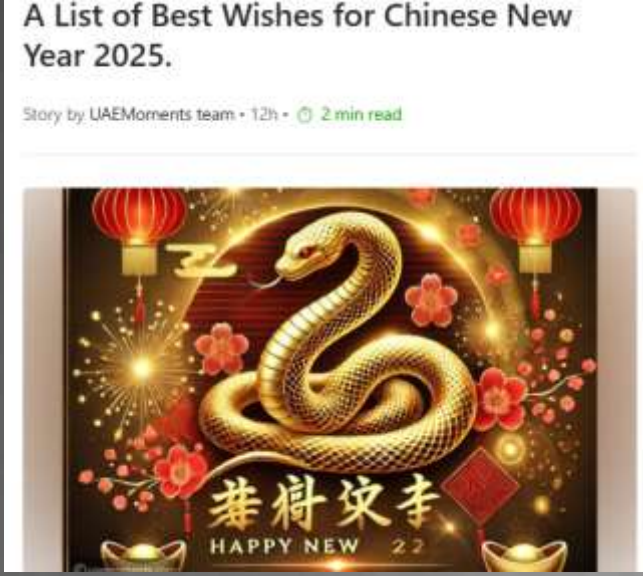 A List of Best Wishes for Chinese New
Year 2025.
Story by UAEMoments team • 12h • 2 min read
HAPPY NEW 22